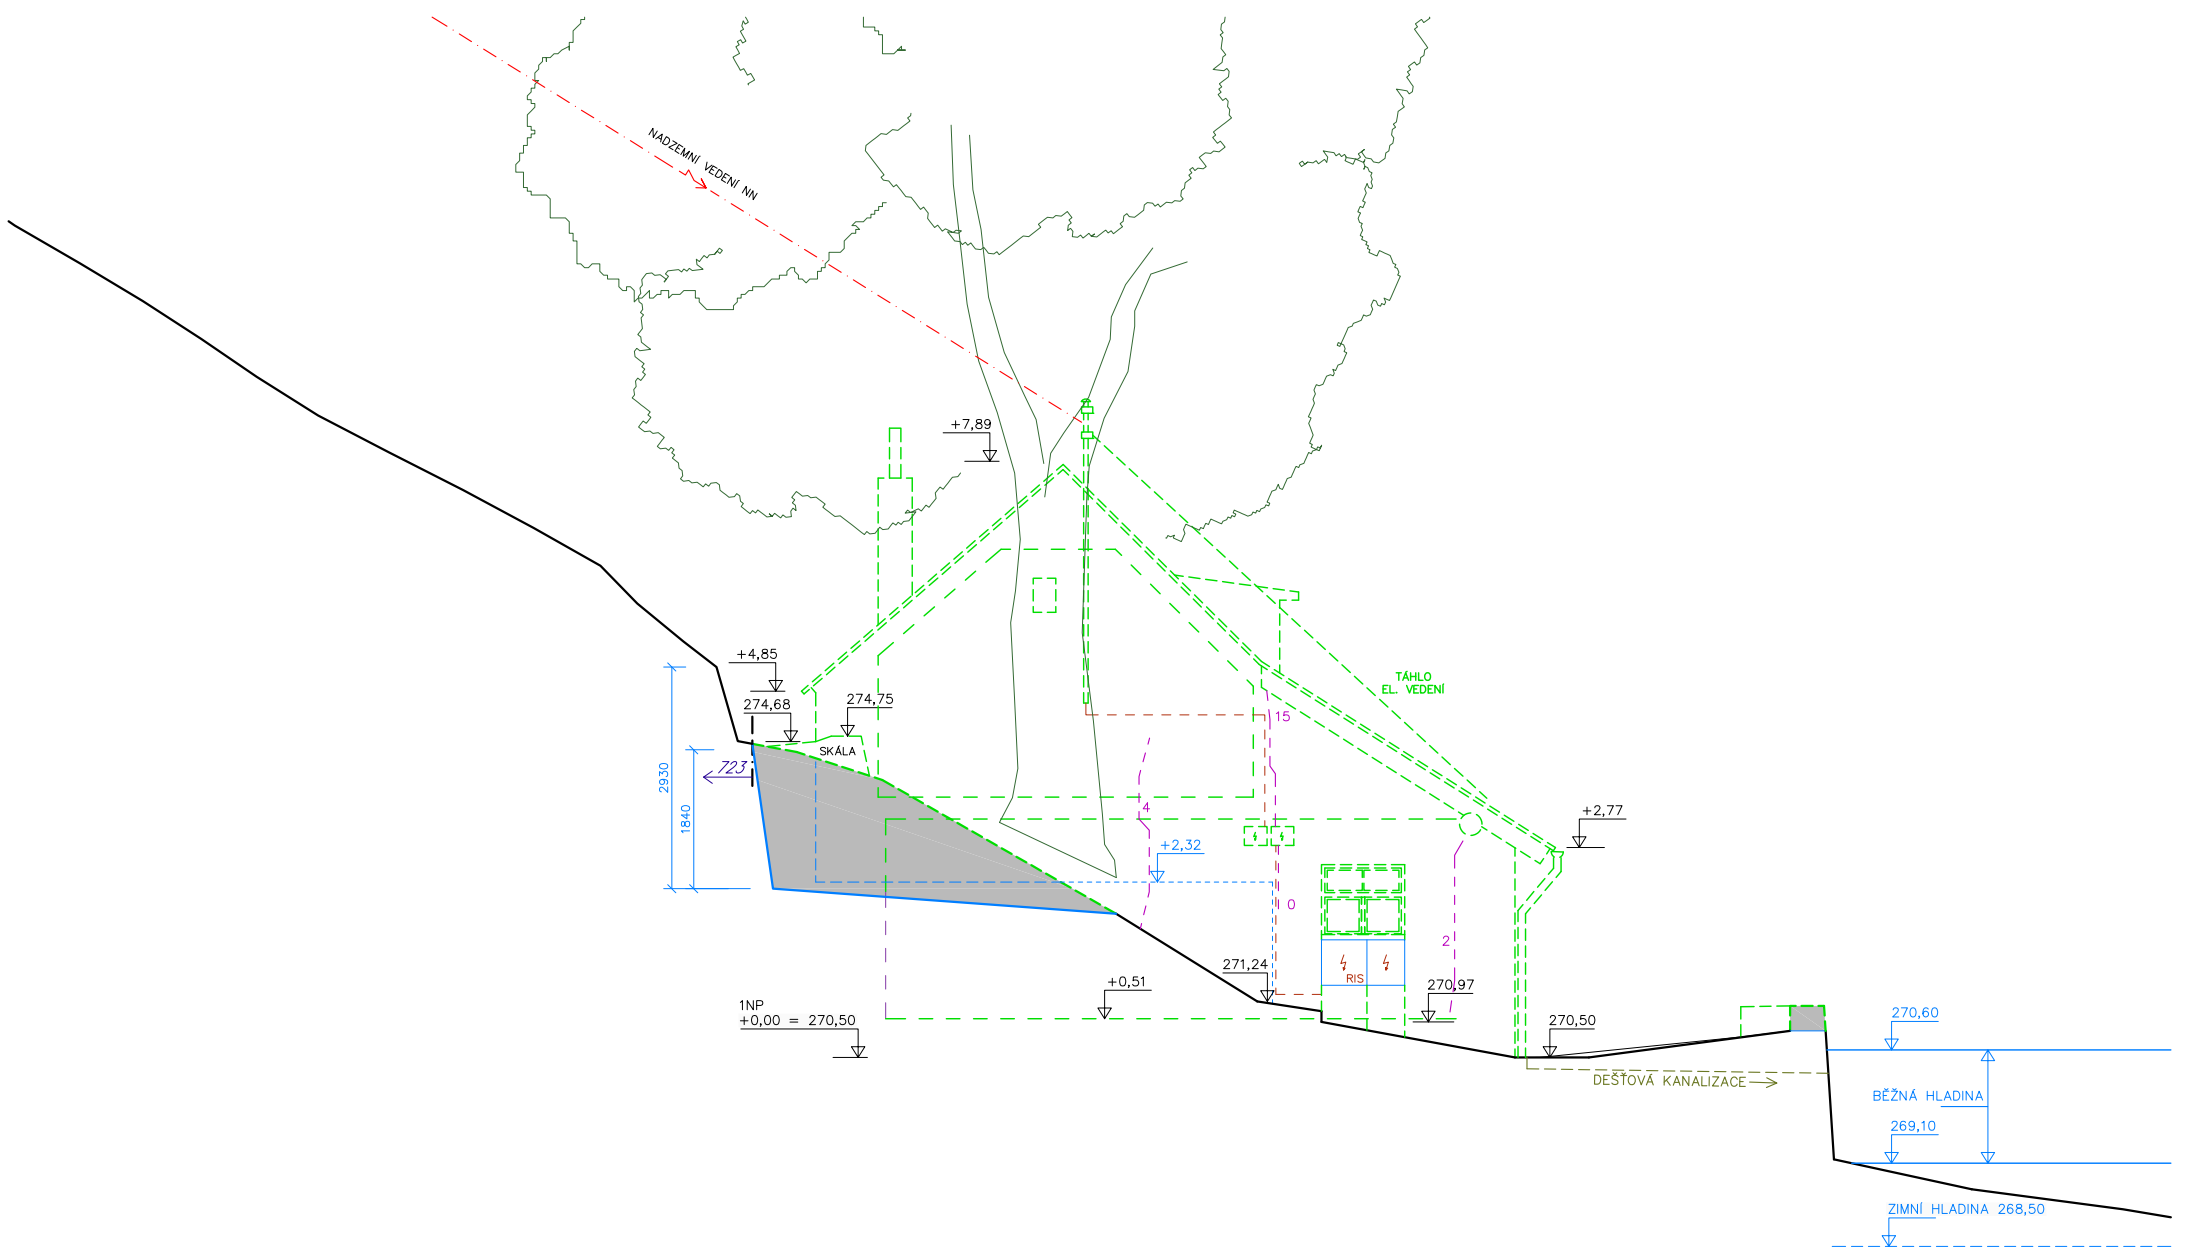 NADZEMNÍ VEDENÍ NN
+7,89
+4,85
274,68
274,75
SKÁLA
723
2930
1840
TÁHLO
EL. VEDENÍ
15
4
+2,77
+2,32
0
2
RIS
271,24
270,97
+0,51
1NP
+0,00 = 270,50
270,50
270,60
DEŠŤOVÁ KANALIZACE
BĚŽNÁ HLADINA
269,10
ZIMNÍ HLADINA 268,50